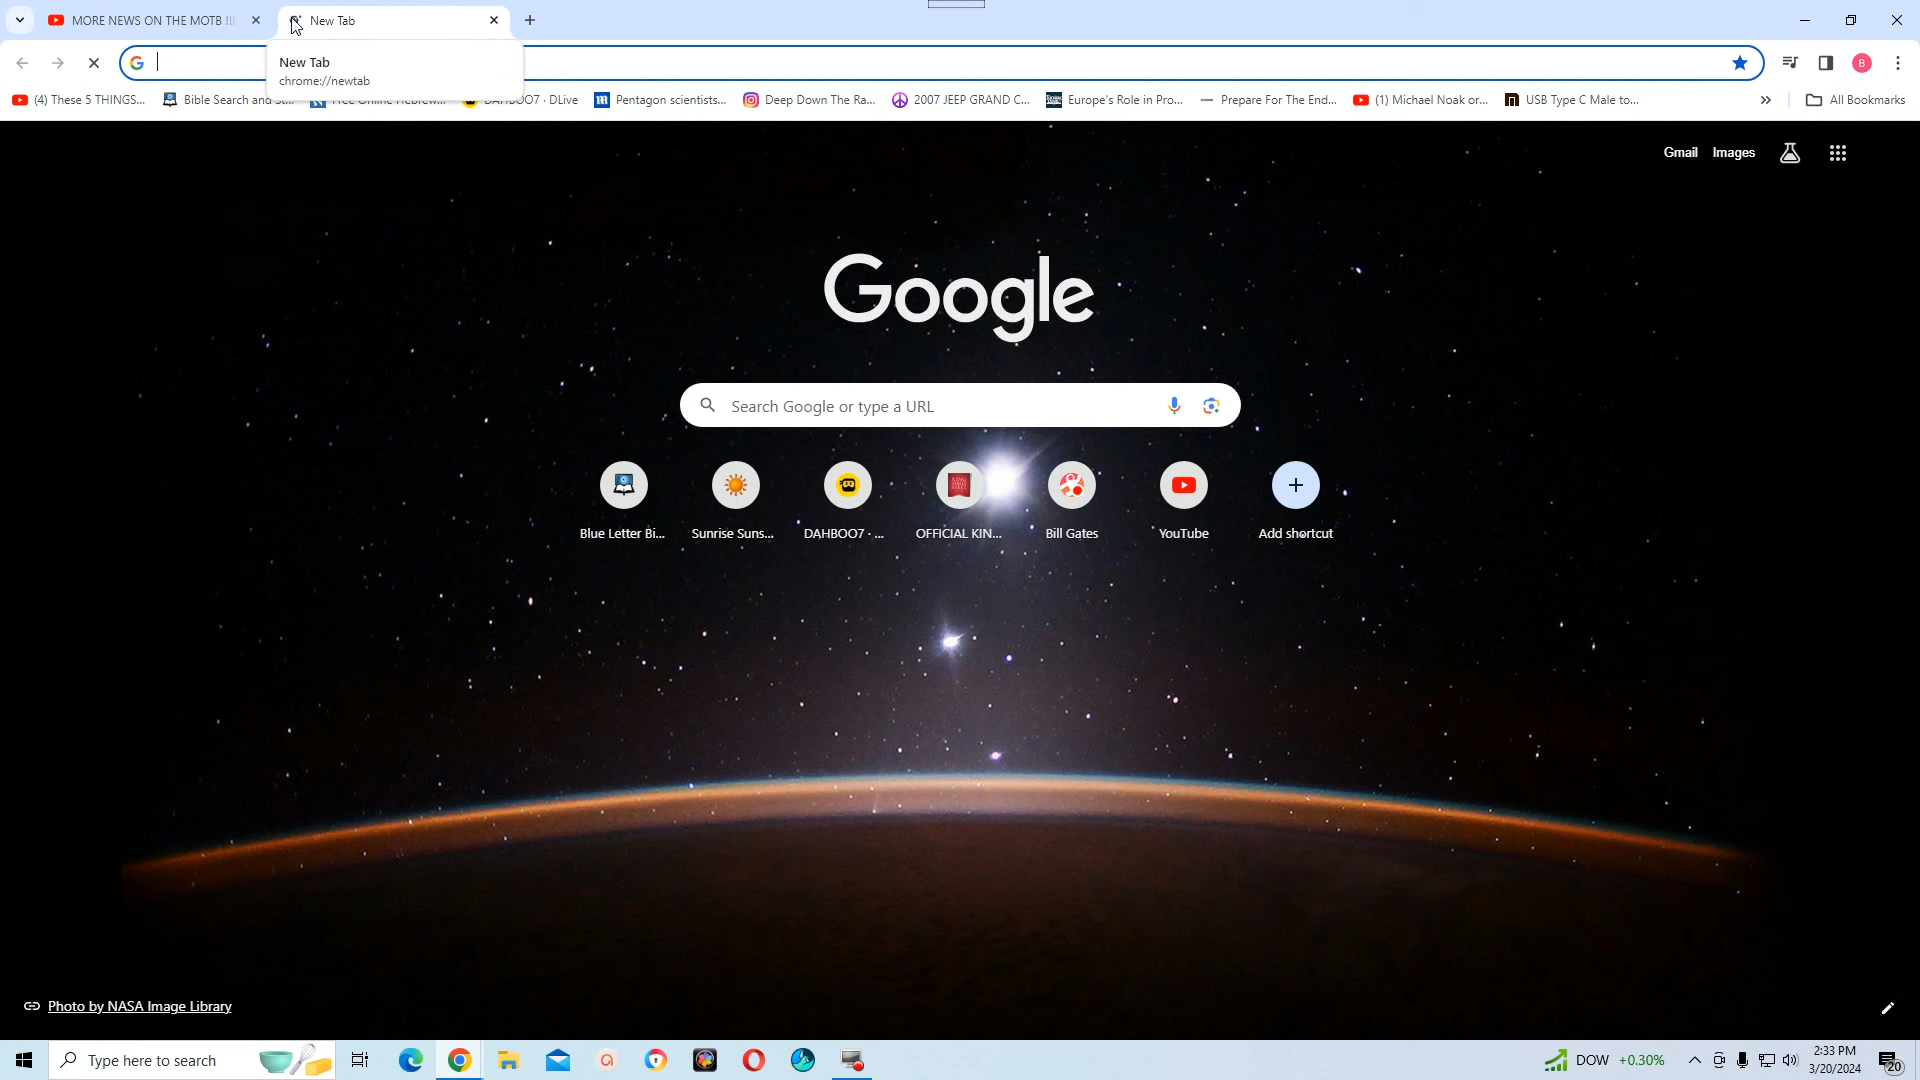 MORE NEWS ON THE MOTB !!!
New Tab
New Tab
chrome://newtab
(4) These 5 THINGS...
Bible Search and St...
Free Online Hebrew...
DAHBOO7 · DLive
Pentagon scientists...
Deep Down The Ra...
2007 JEEP GRAND C...
Europe's Role in Pro...
Prepare For The End...
(1) Michael Noak or...
USB Type C Male to...
All Bookmarks
Gmail
Images
Google
Search Google or type a URL
Blue Letter Bi...
Sunrise Suns...
DAHBOO7 · ...
OFFICIAL KIN...
Bill Gates
YouTube
Add shortcut
Photo by NASA Image Library
Type here to search
DOW +0.30%
2:33 PM
3/20/2024
20